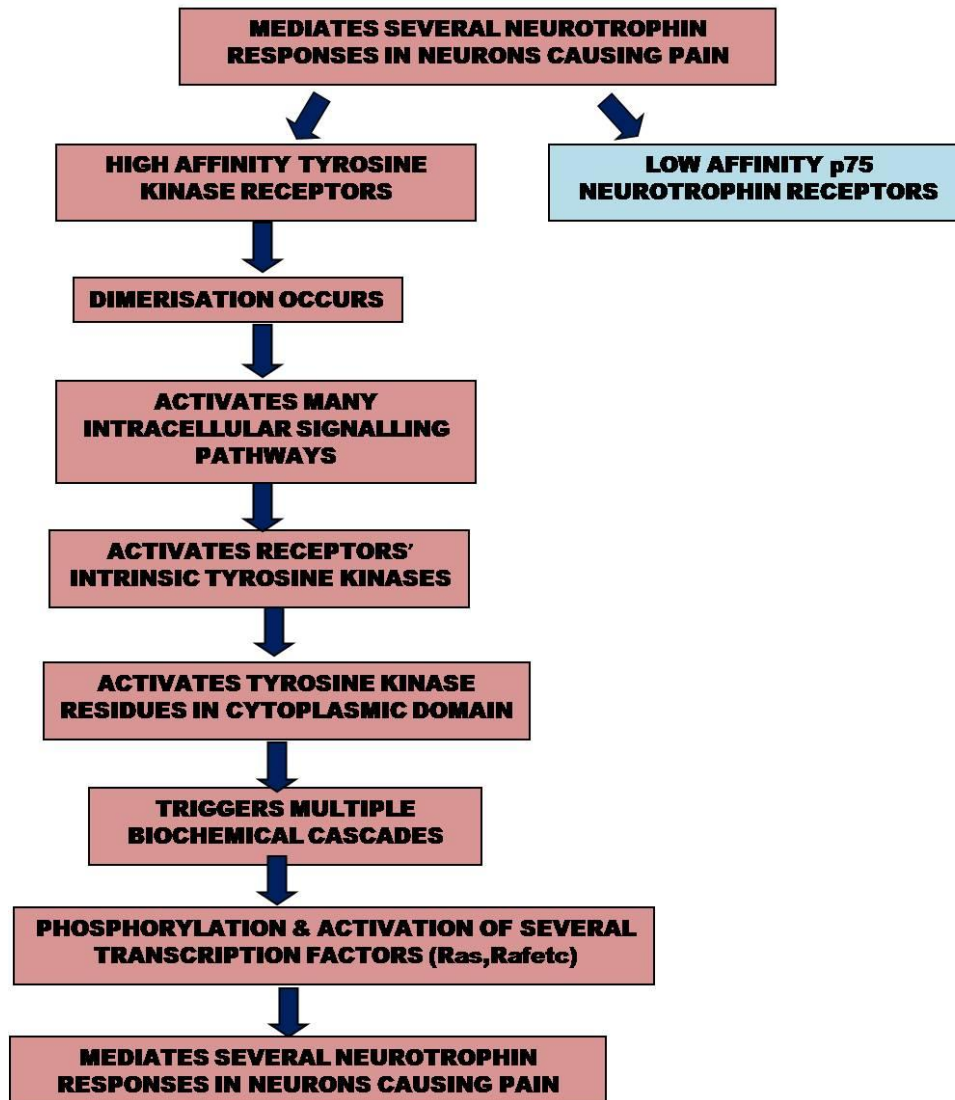 MEDIATES SEVERAL NEUROTROPHIN
RESPONSES IN NEURONS CAUSING PAIN
HIGH AFFINITY TYROSINE
KINASE RECEPTORS
LOW AFFINITY p75
NEUROTROPHIN RECEPTORS
DIMERISATION OCCURS
ACTIVATES MANY
INTRACELLULAR SIGNALLING
PATHWAYS
ACTIVATES RECEPTORS'
INTRINSIC TYROSINE KINASES
ACTIVATES TYROSINE KINASE
RESIDUES IN CYTOPLASMIC DOMAIN
TRIGGERS MULTIPLE
BIOCHEMICAL CASCADES
PHOSPHORYLATION & ACTIVATION OF SEVERAL
TRANSCRIPTION FACTORS (Ras,Rafetc)
MEDIATES SEVERAL NEUROTROPHIN
RESPONSES IN NEURONS CAUSING PAIN